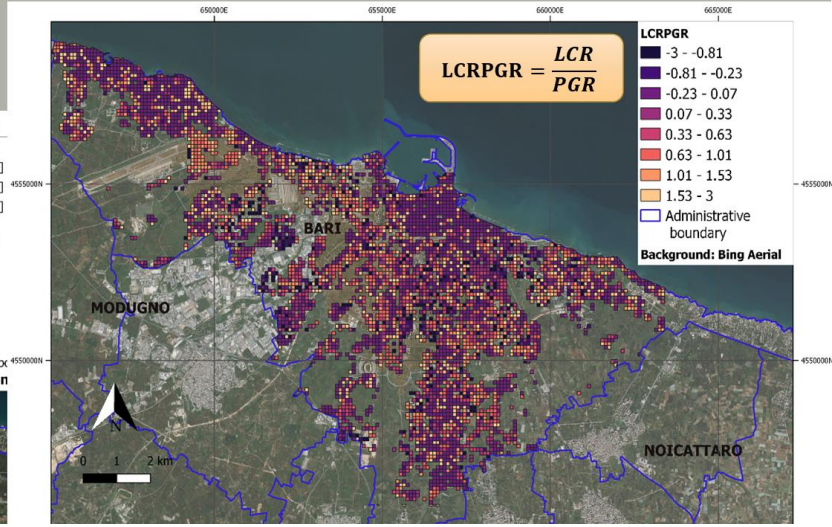 650000E
655000E
660000E
665000E
LCRPGR = LCR
PGR
LCRPGR
-3 - -0.81
-0.81 - -0.23
-0.23 - 0.07
0.07 - 0.33
0.33 - 0.63
0.63 - 1.01
1.01 - 1.53
1.53 - 3
Administrative
boundary
Background: Bing Aerial
4555000N
4555000N
BARI
MODUGNO
4550000N
4550000N
N
NOICATTARO
0 1 2 km